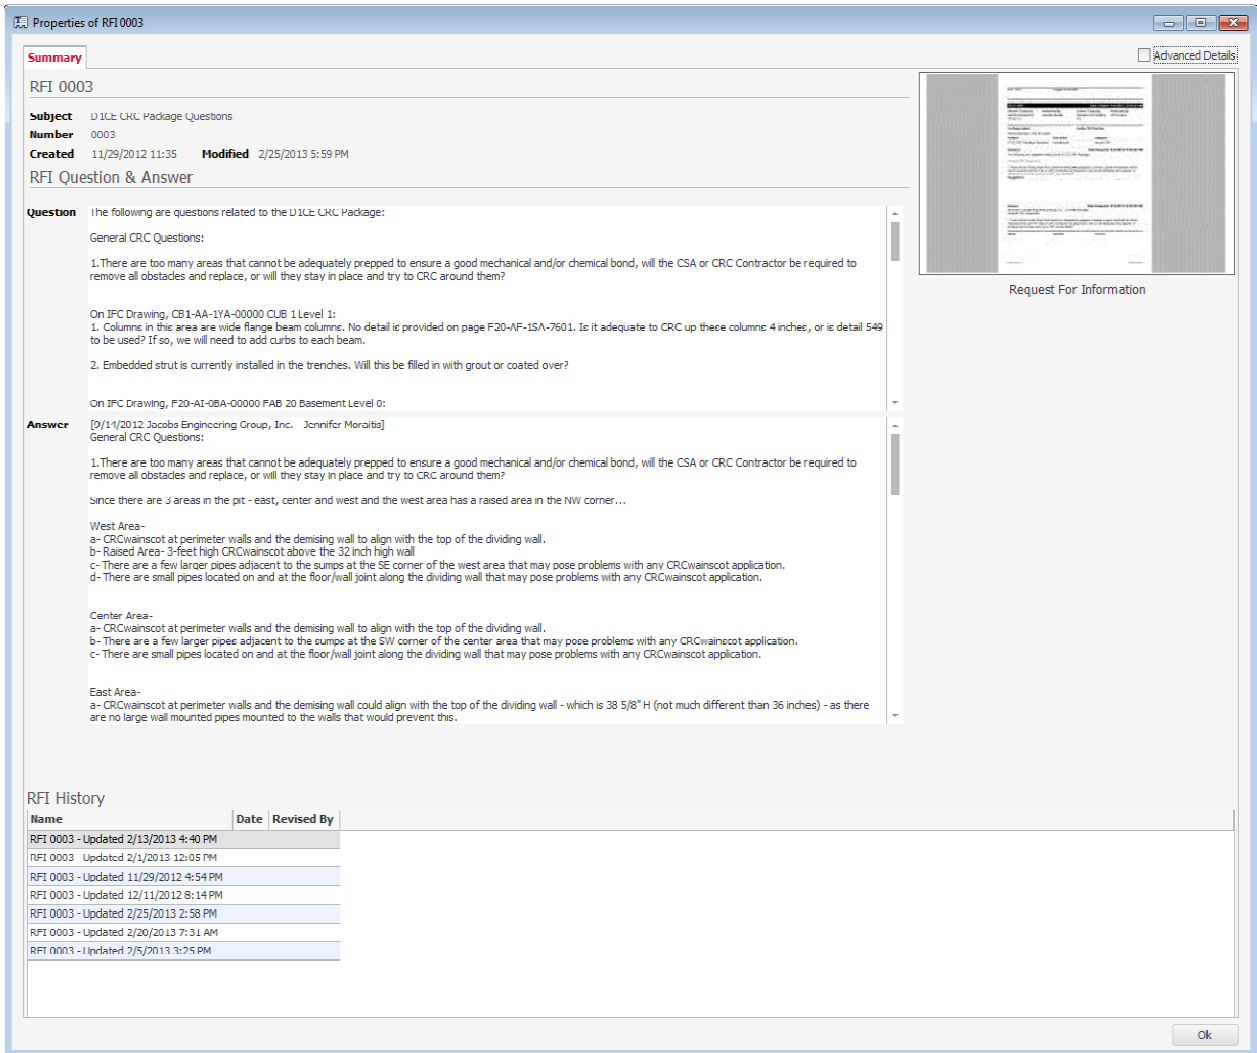 Properties of RFI 0003
Summary
Advanced Details
RFI 0003
Subject D1CE CRC Package Questions
Number 0003
Created 11/29/2012 11:35 Modified 2/25/2013 5:59 PM
RFI Question & Answer
Question The following are questions related to the D1CE CRC Package:
General CRC Questions:
1.There are too many areas that cannot be adequately prepped to ensure a good mechanical and/or chemical bond, will the CSA or CRC Contractor be required to
remove all obstacles and replace, or will they stay in place and try to CRC around them?
On IFC Drawing, CB1-AA-1YA-00000 CUB 1 Level 1:
1. Columns in this area are wide flange beam columns. No detail is provided on page F20-AF-1SA-7601. Is it adequate to CRC up these columns 4 inches, or is detail 549
to be used? If so, we will need to add curbs to each beam.
2. Embedded strut is currently installed in the trenches. Will this be filled in with grout or coated over?
On IFC Drawing, F20-AI-0BA-00000 FAB 20 Basement Level 0:
Answer [9/14/2012 Jacobs Engineering Group, Inc. Jennifer Moraitis]
General CRC Questions:
1.There are too many areas that cannot be adequately prepped to ensure a good mechanical and/or chemical bond, will the CSA or CRC Contractor be required to
remove all obstacles and replace, or will they stay in place and try to CRC around them?
Since there are 3 areas in the pit - east, center and west and the west area has a raised area in the NW corner...
West Area-
a- CRCwainscot at perimeter walls and the demising wall to align with the top of the dividing wall.
b- Raised Area- 3-feet high CRCwainscot above the 32 inch high wall
c- There are a few larger pipes adjacent to the sumps at the SE corner of the west area that may pose problems with any CRCwainscot application.
d- There are small pipes located on and at the floor/wall joint along the dividing wall that may pose problems with any CRCwainscot application.
Center Area-
a- CRCwainscot at perimeter walls and the demising wall to align with the top of the dividing wall.
b- There are a few larger pipes adjacent to the sumps at the SW corner of the center area that may pose problems with any CRCwainscot application.
c- There are small pipes located on and at the floor/wall joint along the dividing wall that may pose problems with any CRCwainscot application.
East Area-
a- CRCwainscot at perimeter walls and the demising wall could align with the top of the dividing wall - which is 38 5/8" H (not much different than 36 inches) - as there
are no large wall mounted pipes mounted to the walls that would prevent this.
Request For Information
RFI History
Name Date Revised By
RFI 0003 - Updated 2/13/2013 4:40 PM
RFI 0003 Updated 2/1/2013 12:05 PM
RFI 0003 - Updated 11/29/2012 4:54 PM
RFI 0003 - Updated 12/11/2012 8:14 PM
RFI 0003 - Updated 2/25/2013 2:58 PM
RFI 0003 - Updated 2/20/2013 7:31 AM
RFI 0003 - Updated 2/5/2013 3:25 PM
Ok